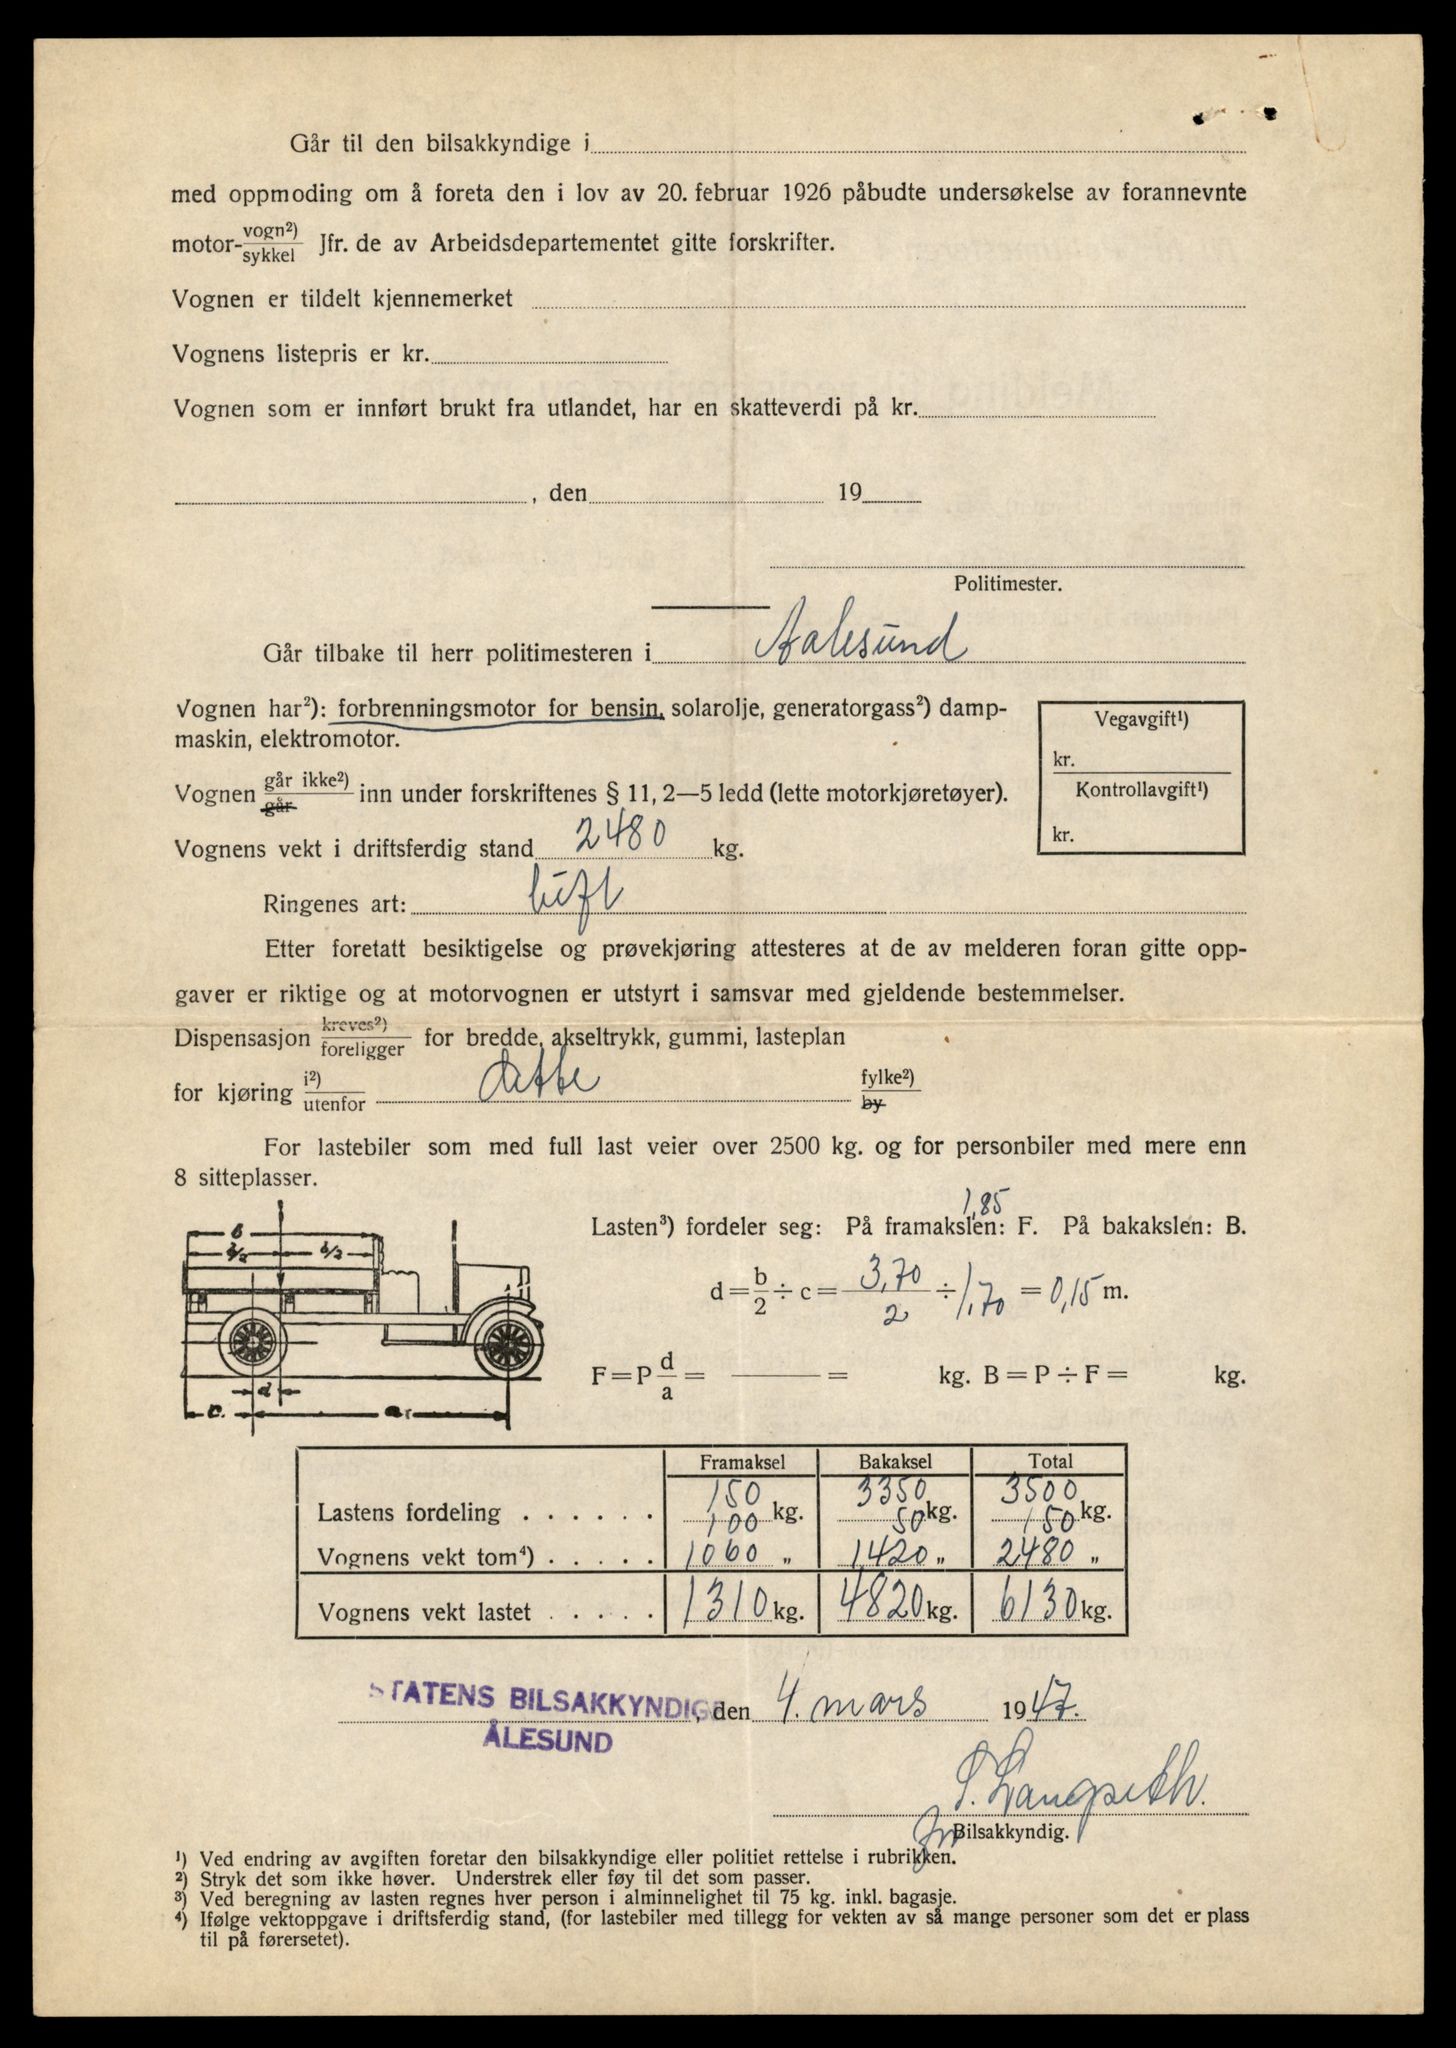 Går til den bilsakkyndige i
med oppmoding om å foreta den i lov av 20. februar 1926 påbudte undersøkelse av forannevnte
motor- vogn²) sykkel Jfr. de av Arbeidsdepartementet gitte forskrifter.
Vognen er tildelt kjennemerket
Vognens listepris er kr.
Vognen som er innført brukt fra utlandet, har en skatteverdi på kr.
, den 19
Politimester.
Går tilbake til herr politimesteren i Aalesund
Vognen har²): forbrenningsmotor for bensin, solarolje, generatorgass²) damp-
maskin, elektromotor.
Vegavgift¹)
kr.
Kontrollavgift¹)
kr.
Vognen går ikke²) går inn under forskriftenes § 11, 2—5 ledd (lette motorkjøretøyer).
Vognens vekt i driftsferdig stand 2480 kg.
Ringenes art: luft
Etter foretatt besiktigelse og prøvekjøring attesteres at de av melderen foran gitte opp-
gaver er riktige og at motorvognen er utstyrt i samsvar med gjeldende bestemmelser.
Dispensasjon kreves²) foreligger for bredde, akseltrykk, gummi, lasteplan
for kjøring i²) utenfor dette fylke²) by
For lastebiler som med full last veier over 2500 kg. og for personbiler med mere enn
8 sitteplasser.
1,85
Lasten³) fordeler seg: På framakslen: F. På bakakslen: B.
b
b/2 b/2
d = b/2 ÷ c = 3,70/2 ÷ 1,70 = 0,15 m.
F = P d/a = = kg. B = P ÷ F = kg.
d
c. a.
Framaksel Bakaksel Total
150 3350 3500
Lastens fordeling . . . . . . kg. kg. kg.
100 50 150
Vognens vekt tom⁴) . . . . . 1060 „ 1420 „ 2480 „
Vognens vekt lastet . . . . . 1310 kg. 4820 kg. 6130 kg.
STATENS BILSAKKYNDIGE , den 4. mars 1947.
ÅLESUND
S. Langseth.
Bilsakkyndig.
¹) Ved endring av avgiften foretar den bilsakkyndige eller politiet rettelse i rubrikken.
²) Stryk det som ikke høver. Understrek eller føy til det som passer.
³) Ved beregning av lasten regnes hver person i alminnelighet til 75 kg. inkl. bagasje.
⁴) Ifølge vektoppgave i driftsferdig stand, (for lastebiler med tillegg for vekten av så mange personer som det er plass
til på førersetet).